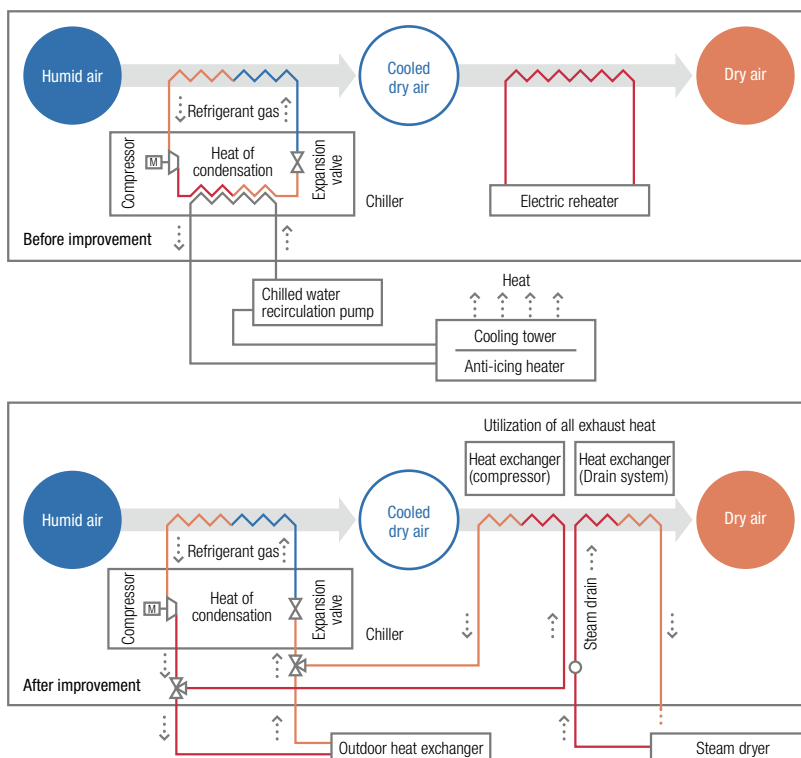 Humid air
Cooled
dry air
Dry air
Refrigerant gas
Compressor
M
Heat of
condensation
Expansion
valve
Chiller
Electric reheater
Before improvement
Chilled water
recirculation pump
Heat
Cooling tower
Anti-icing heater
Utilization of all exhaust heat
Heat exchanger
(compressor)
Heat exchanger
(Drain system)
Humid air
Cooled
dry air
Dry air
Refrigerant gas
Compressor
M
Heat of
condensation
Expansion
valve
Chiller
Steam drain
After improvement
Outdoor heat exchanger
Steam dryer